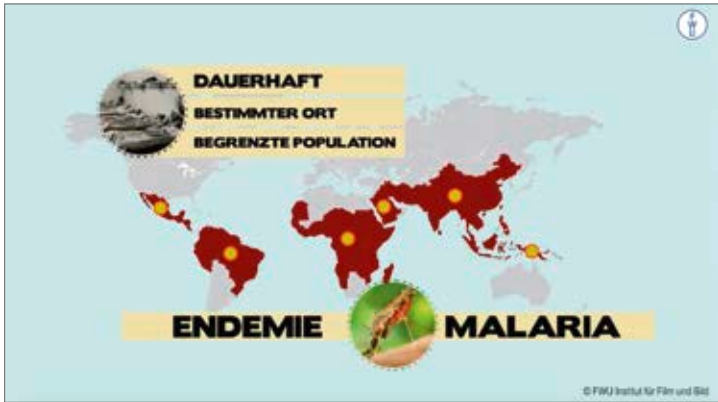 DAUERHAFT
BESTIMMTER ORT
BEGRENZTE POPULATION
ENDEMIE MALARIA
© FWU Institut für Film und Bild